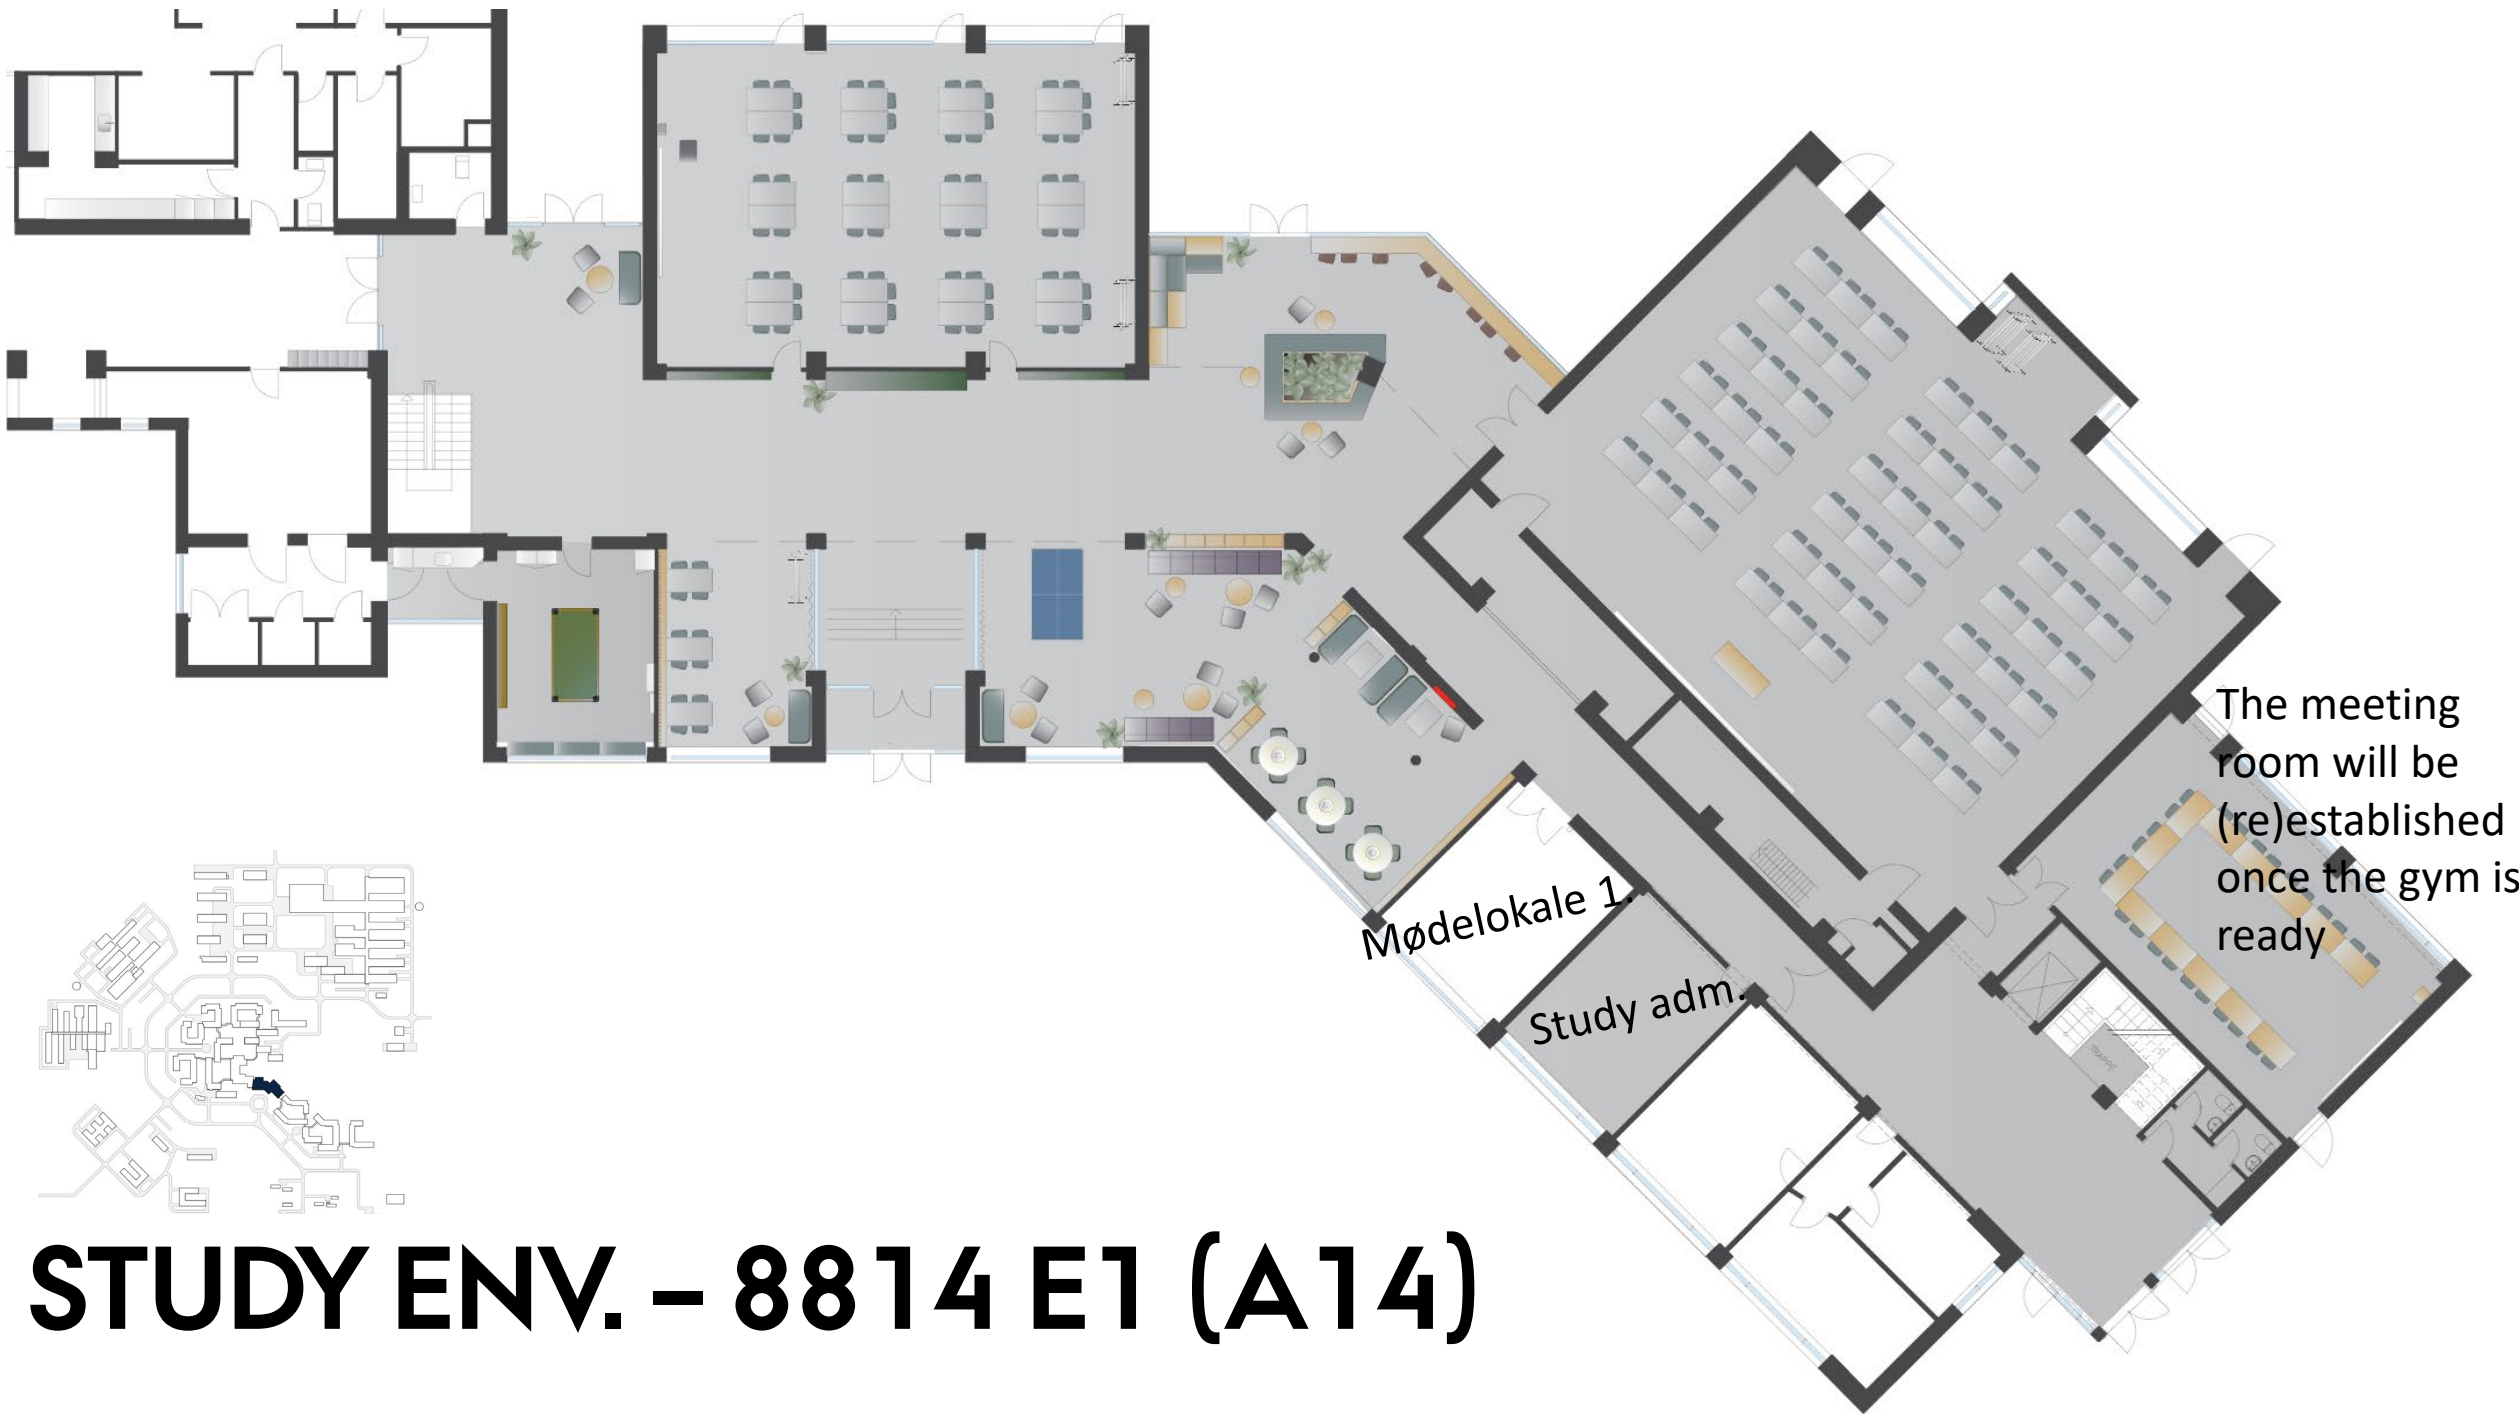 The meeting
room will be
(re)established
once the gym is
ready
Mødelokale 1.
Study adm.
STUDY ENV. – 8814 E1 (A14)